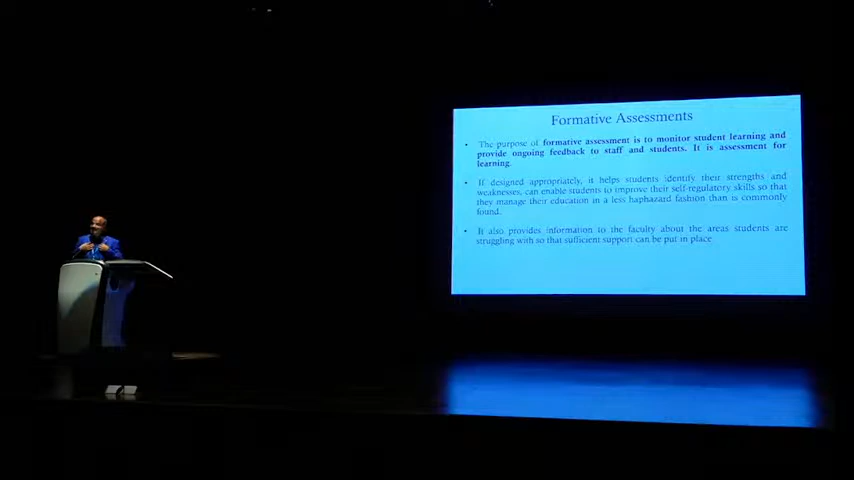 Formative Assessments
• The purpose of formative assessment is to monitor student learning and
provide ongoing feedback to staff and students. It is assessment for
learning.
• If designed appropriately, it helps students identify their strengths and
weaknesses, can enable students to improve their self-regulatory skills so that
they manage their education in a less haphazard fashion than is commonly
found.
• It also provides information to the faculty about the areas students are
struggling with so that sufficient support can be put in place